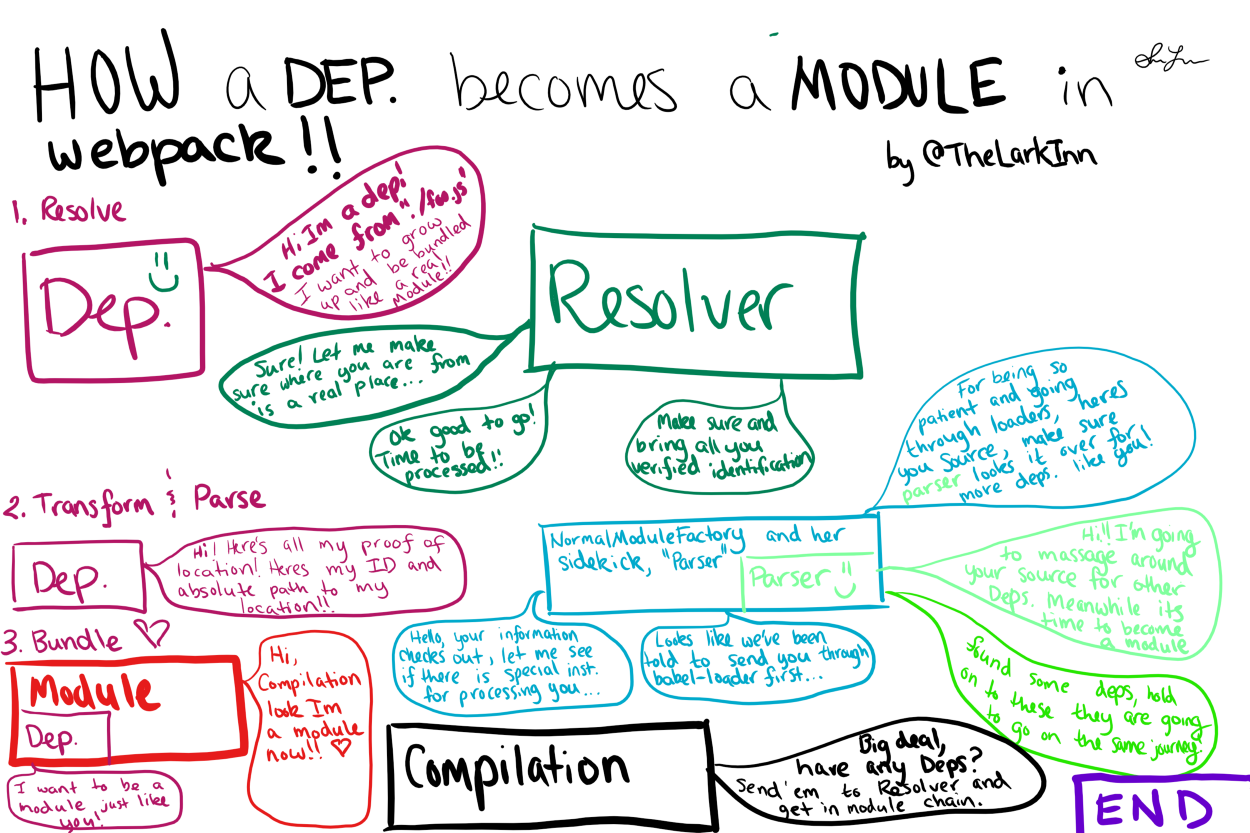 HOW a DEP. becomes a MODULE in
webpack!!
by @TheLarkInn
1. Resolve
Dep.
Hi Im a dep!
I come from "./foo.js"
I want to grow
up and be bundled
like a real
Module!!
Resolver
Sure! Let me make
sure where you are from
is a real place...
Ok good to go!
Time to be
processed!!
Make sure and
bring all you
verified identification
2. Transform & Parse
Dep.
Hi! Here's all my proof of
location! Heres my ID and
absolute path to my
location!!
NormalModuleFactory and her
sidekick, "Parser"
Parser
For being so
patient and going
through loaders, heres
you source, make sure
parser looks it over for
more deps. like you!
Hi!! I'm going
to massage around
your source for other
Deps. Meanwhile its
time to become
a module
Hello, your information
checks out, let me see
if there is special inst.
for processing you...
Looks like we've been
told to send you through
babel-loader first...
Found some deps, hold
on to these they are going
to go on the same journey.
3. Bundle
Module
Dep.
Hi,
Compilation
look Im
a module
now!!
I want to be a
module just like
you!
Compilation
Big deal,
have any Deps?
Send 'em to Resolver and
get in module chain.
END